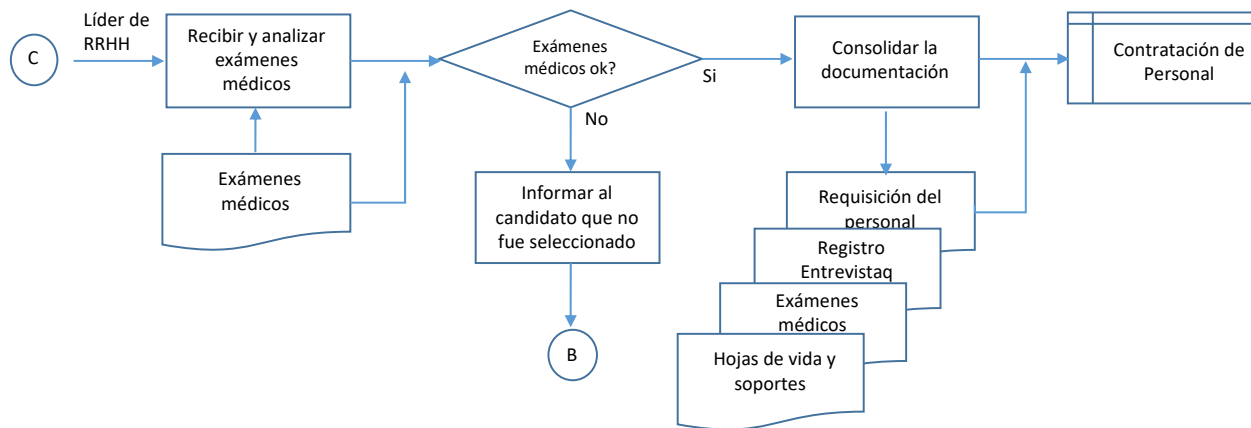 C
Líder de
RRHH
Recibir y analizar
exámenes
médicos
Exámenes
médicos
Exámenes
médicos ok?
Si
No
Informar al
candidato que no
fue seleccionado
B
Consolidar la
documentación
Requisición del
personal
Registro
Entrevistaq
Exámenes
médicos
Hojas de vida y
soportes
Contratación de
Personal